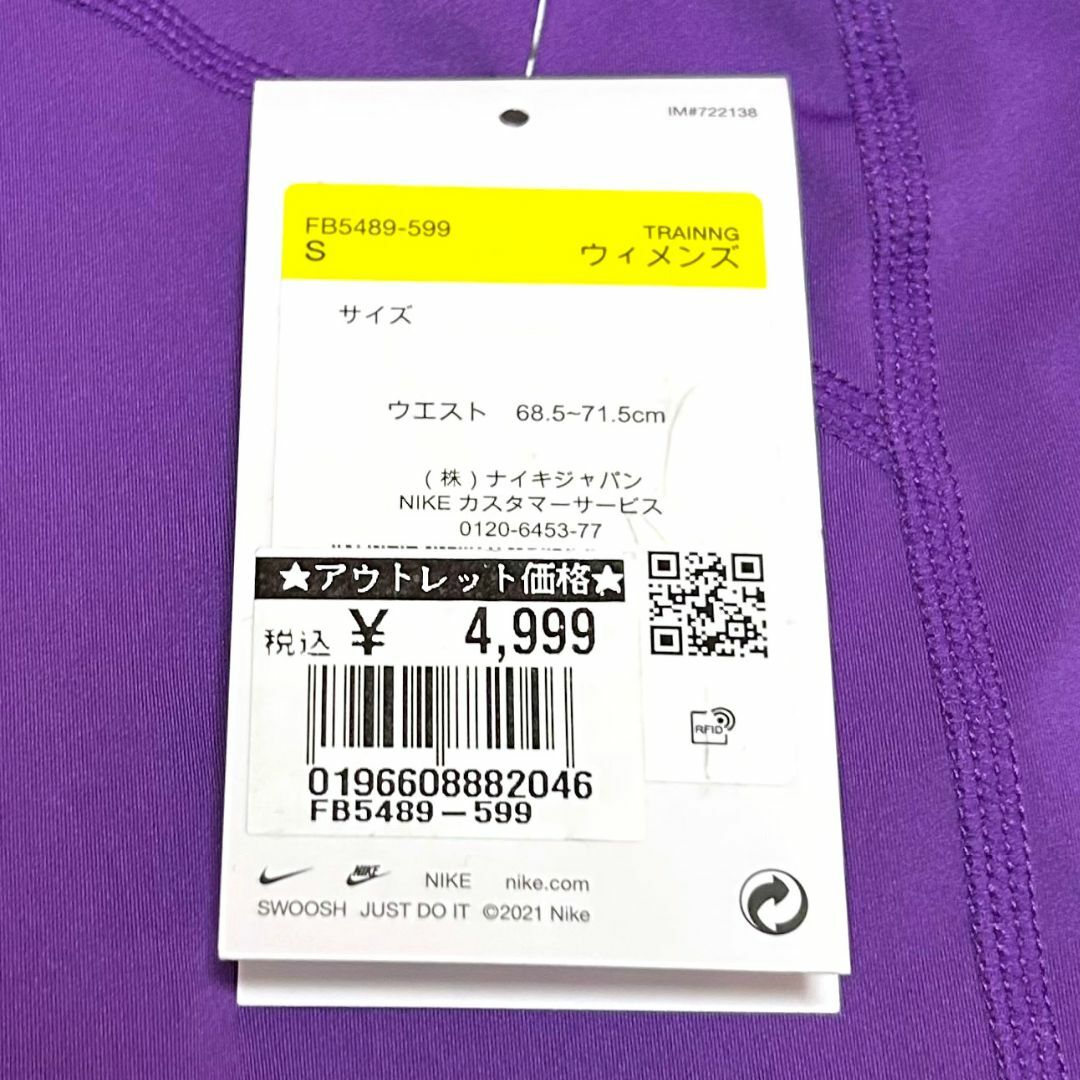 IM#722138
FB5489-599
TRAINNG
S
ウィメンズ
サイズ
ウエスト 68.5~71.5cm
(株)ナイキジャパン
NIKE カスタマーサービス
0120-6453-77
★アウトレット価格★
税込 ¥ 4,999
0196608882046
FB5489-599
RFID
NIKE NIKE nike.com
SWOOSH JUST DO IT ©2021 Nike